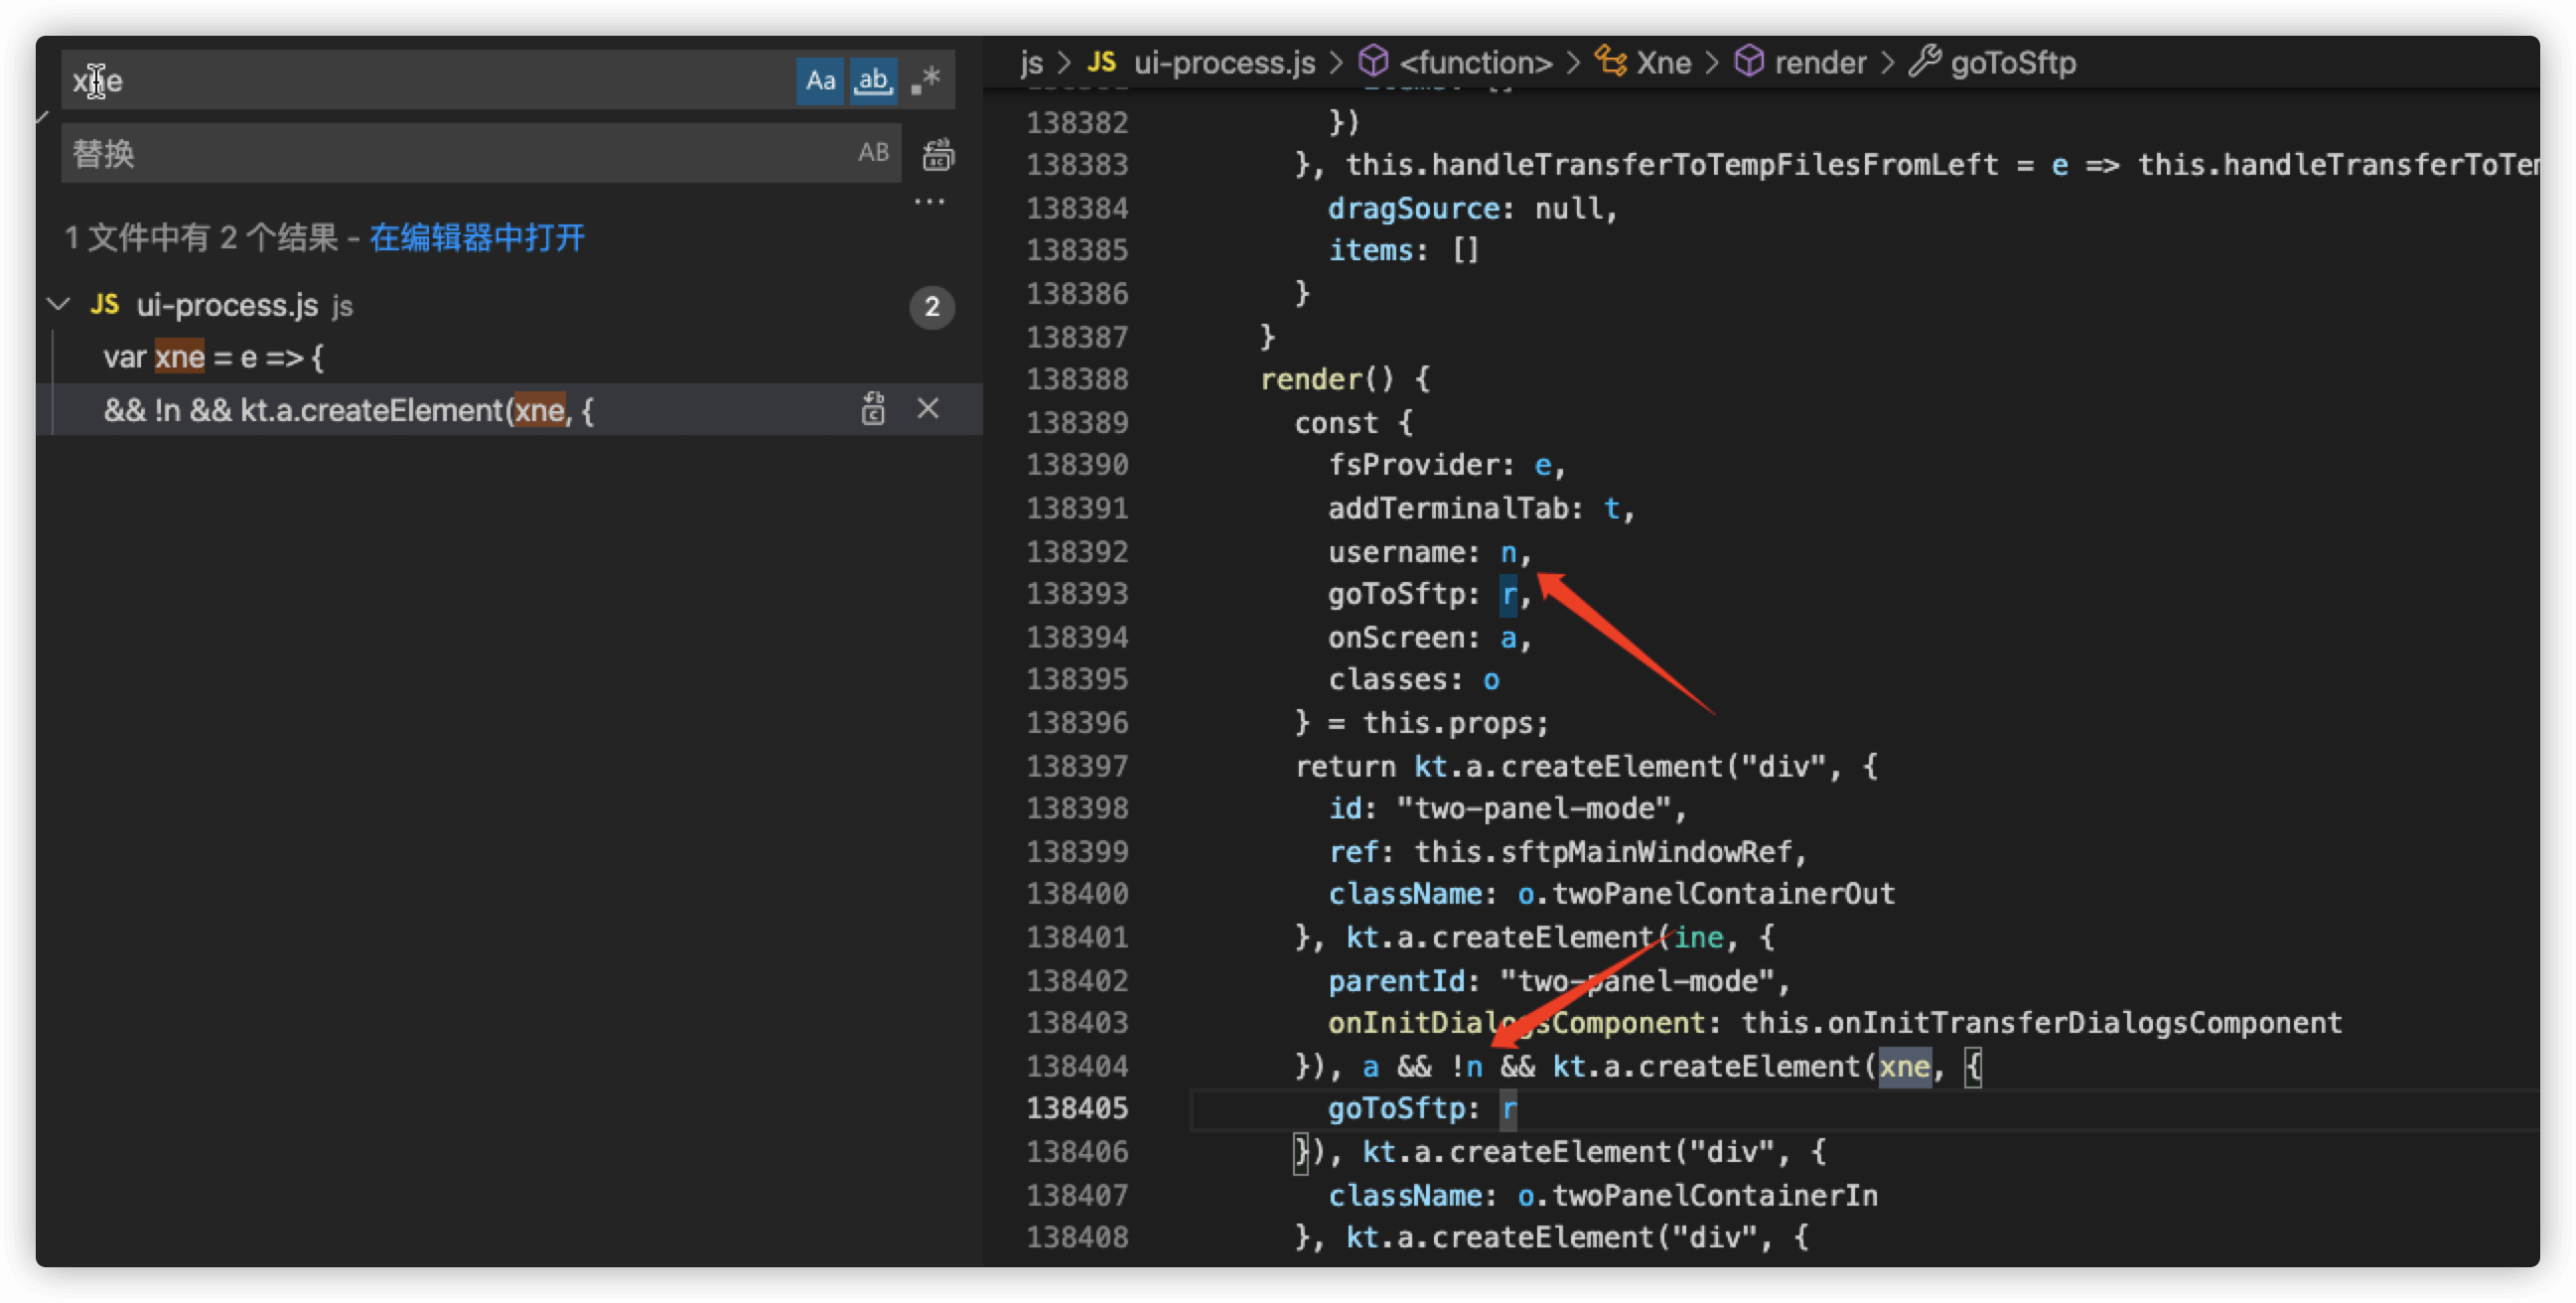 xne
Aa
ab
.*
替换
AB
...
1 文件中有 2 个结果 - 在编辑器中打开
JS ui-process.js js
2
var xne = e => {
&& !n && kt.a.createElement(xne, {
js > JS ui-process.js > <function> > Xne > render > goToSftp
138382 })
138383 }, this.handleTransferToTempFilesFromLeft = e => this.handleTransferToTem
138384 dragSource: null,
138385 items: []
138386 }
138387 }
138388 render() {
138389 const {
138390 fsProvider: e,
138391 addTerminalTab: t,
138392 username: n,
138393 goToSftp: r,
138394 onScreen: a,
138395 classes: o
138396 } = this.props;
138397 return kt.a.createElement("div", {
138398 id: "two-panel-mode",
138399 ref: this.sftpMainWindowRef,
138400 className: o.twoPanelContainerOut
138401 }, kt.a.createElement(ine, {
138402 parentId: "two-panel-mode",
138403 onInitDialogsComponent: this.onInitTransferDialogsComponent
138404 }), a && !n && kt.a.createElement(xne, {
138405 goToSftp: r
138406 }), kt.a.createElement("div", {
138407 className: o.twoPanelContainerIn
138408 }, kt.a.createElement("div", {